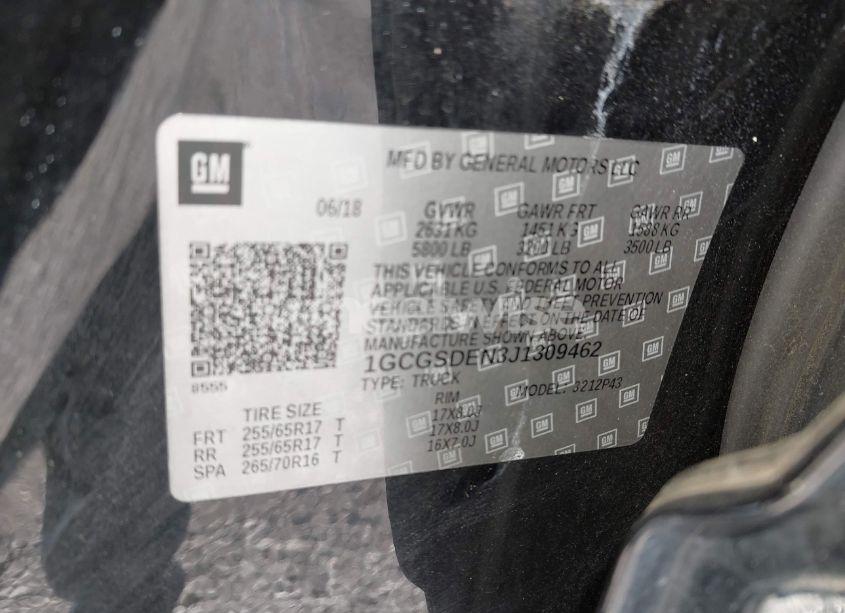 GM
MFD BY GENERAL MOTORS LLC
06/18 GVWR GAWR FRT GAWR RR
2631 KG 1451 KG 1588 KG
5800 LB 3200 LB 3500 LB
THIS VEHICLE CONFORMS TO ALL
APPLICABLE U.S. FEDERAL MOTOR
VEHICLE SAFETY AND THEFT PREVENTION
STANDARDS IN EFFECT ON THE DATE OF
MANUFACTURE SHOWN ABOVE.
1GCGSDEN3J1309462
8555
TYPE: TRUCK MODEL: 3212P43
TIRE SIZE RIM
FRT 255/65R17 T 17X8.0J
RR 255/65R17 T 17X8.0J
SPA 265/70R16 T 16X7.0J